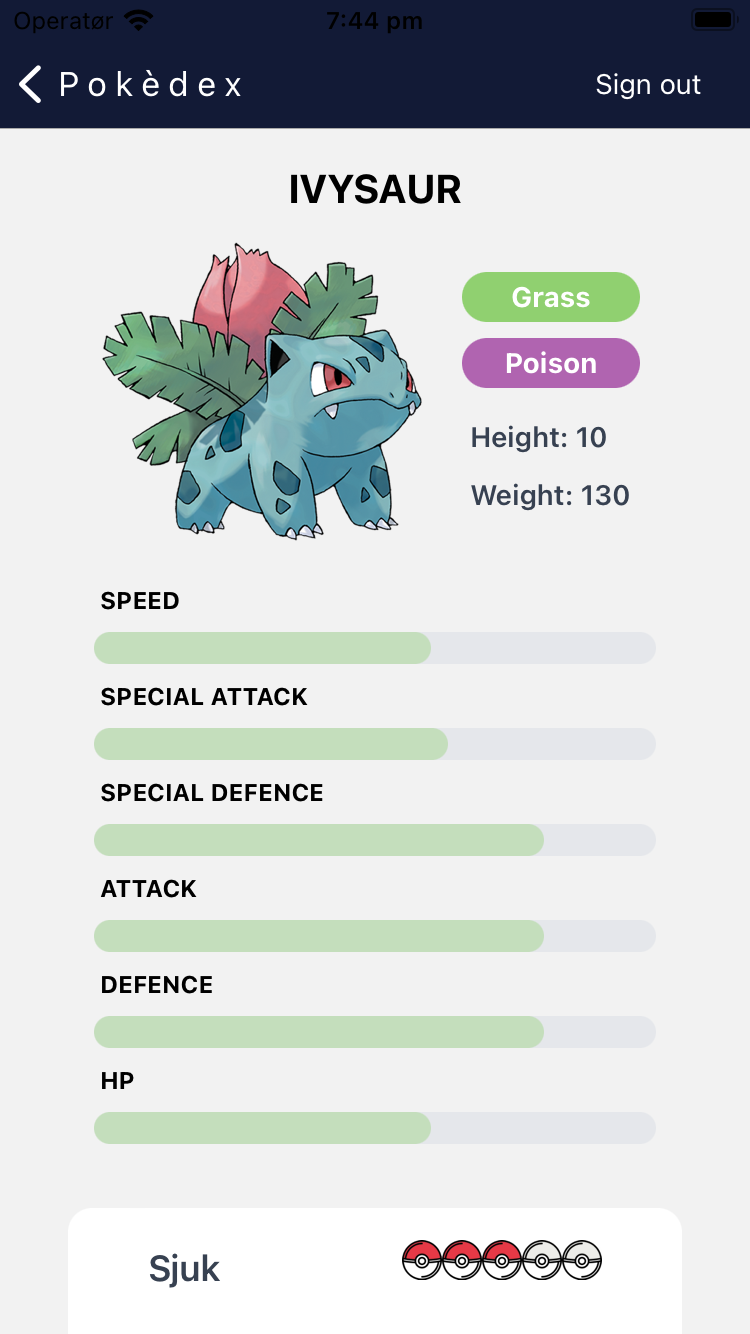 Operatør 7:44 pm
Pokèdex Sign out
IVYSAUR
Grass
Poison
Height: 10
Weight: 130
SPEED
SPECIAL ATTACK
SPECIAL DEFENCE
ATTACK
DEFENCE
HP
Sjuk